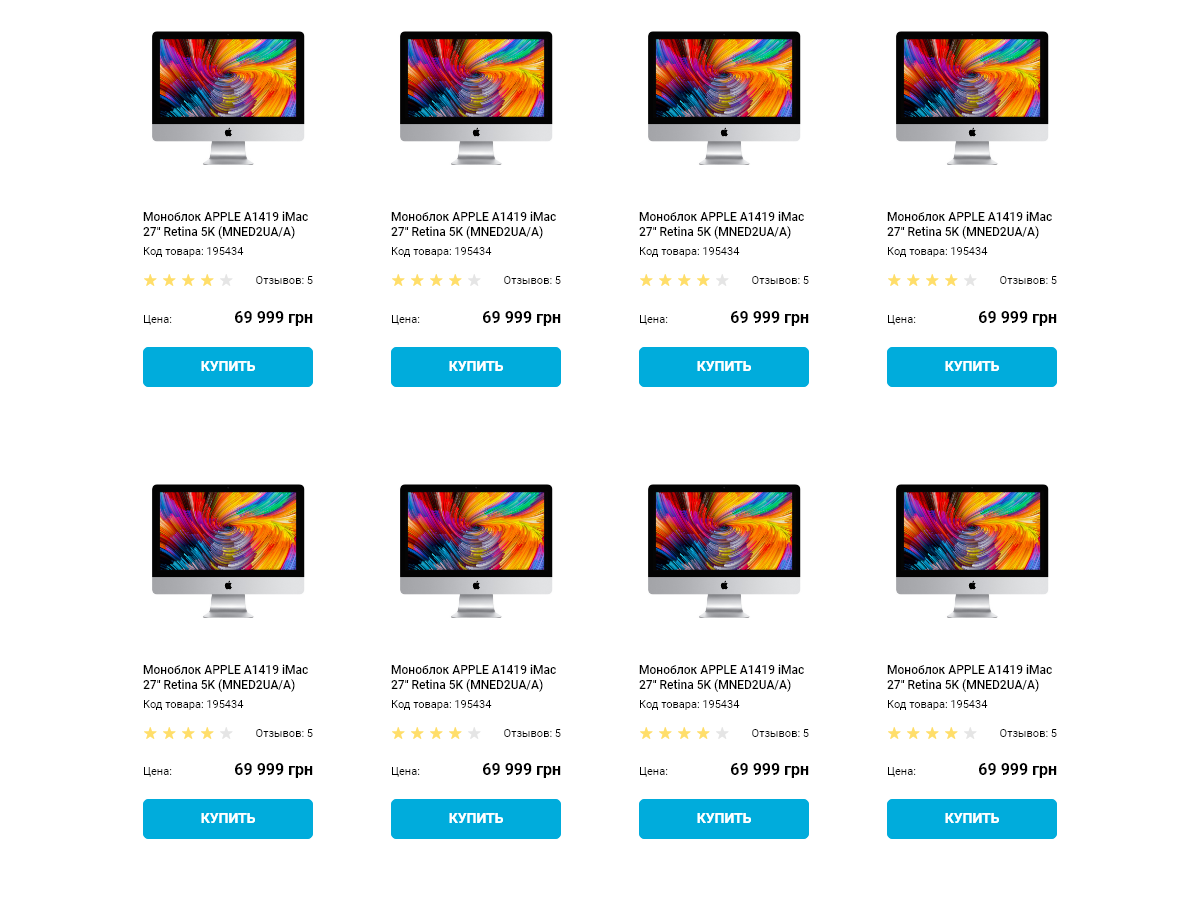 Моноблок APPLE A1419 iMac
27" Retina 5K (MNED2UA/A)
Код товара: 195434
Отзывов: 5
Цена: 69 999 грн
КУПИТЬ
Моноблок APPLE A1419 iMac
27" Retina 5K (MNED2UA/A)
Код товара: 195434
Отзывов: 5
Цена: 69 999 грн
КУПИТЬ
Моноблок APPLE A1419 iMac
27" Retina 5K (MNED2UA/A)
Код товара: 195434
Отзывов: 5
Цена: 69 999 грн
КУПИТЬ
Моноблок APPLE A1419 iMac
27" Retina 5K (MNED2UA/A)
Код товара: 195434
Отзывов: 5
Цена: 69 999 грн
КУПИТЬ
Моноблок APPLE A1419 iMac
27" Retina 5K (MNED2UA/A)
Код товара: 195434
Отзывов: 5
Цена: 69 999 грн
КУПИТЬ
Моноблок APPLE A1419 iMac
27" Retina 5K (MNED2UA/A)
Код товара: 195434
Отзывов: 5
Цена: 69 999 грн
КУПИТЬ
Моноблок APPLE A1419 iMac
27" Retina 5K (MNED2UA/A)
Код товара: 195434
Отзывов: 5
Цена: 69 999 грн
КУПИТЬ
Моноблок APPLE A1419 iMac
27" Retina 5K (MNED2UA/A)
Код товара: 195434
Отзывов: 5
Цена: 69 999 грн
КУПИТЬ